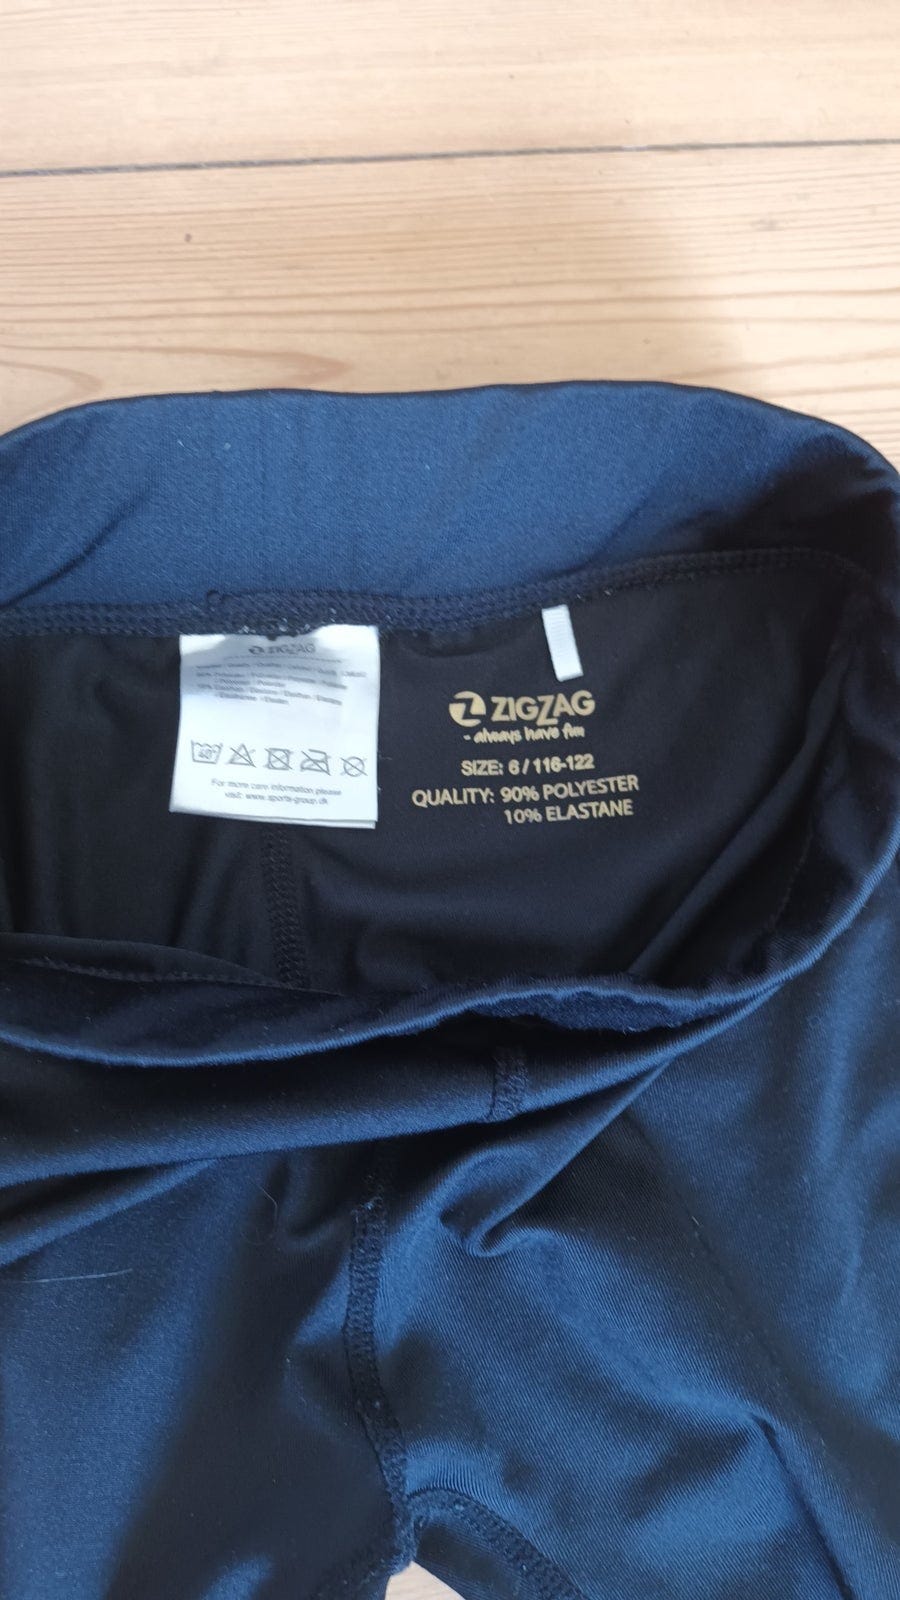 ZIGZAG
40°
For more care information please
visit: www.sports-group.dk
ZIGZAG
- always have fun
SIZE: 6 / 116-122
QUALITY: 90% POLYESTER
10% ELASTANE